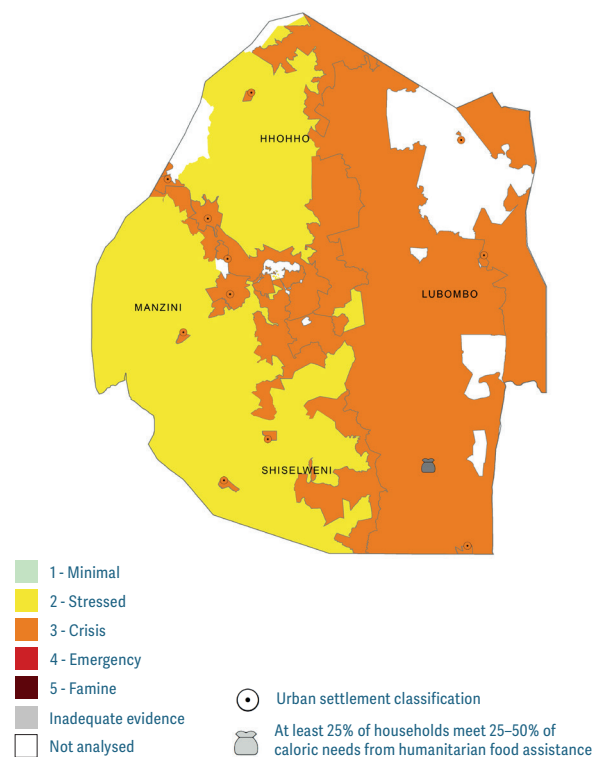 HHOHHO
LUBOMBO
MANZINI
SHISELWENI
1 - Minimal
2 - Stressed
3 - Crisis
4 - Emergency
5 - Famine
Inadequate evidence
Not analysed
Urban settlement classification
At least 25% of households meet 25–50% of
caloric needs from humanitarian food assistance